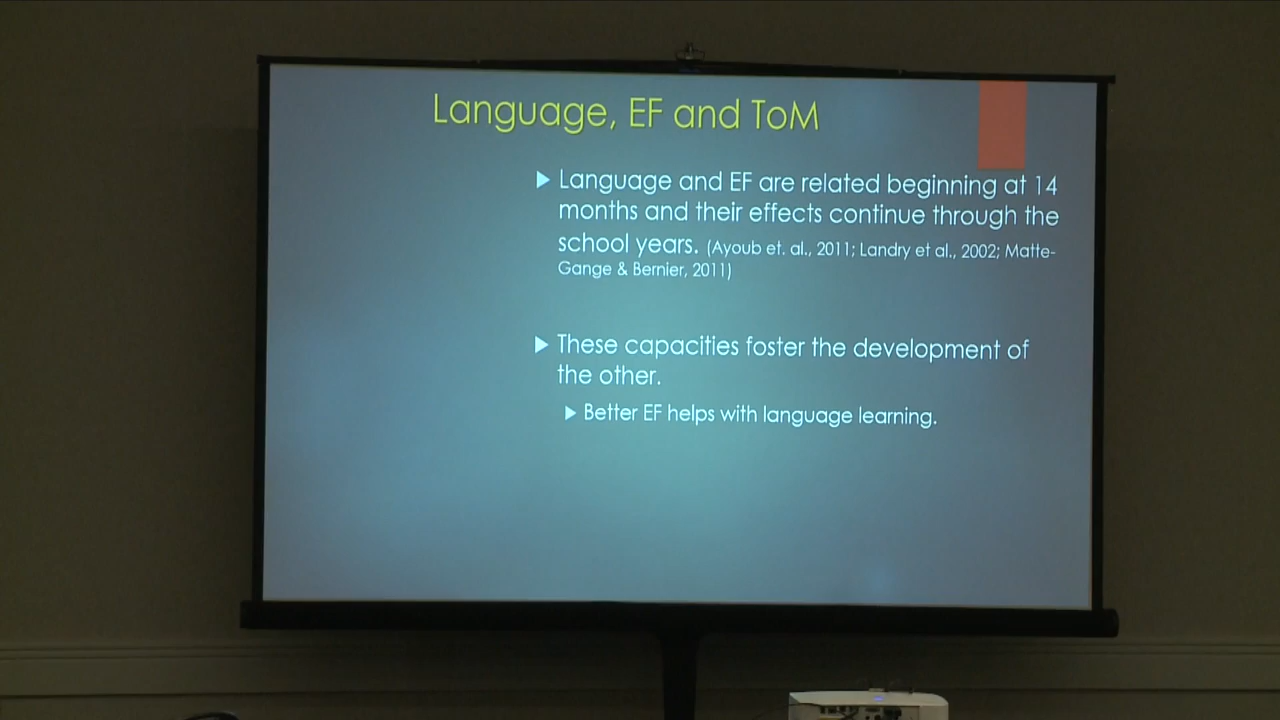 Language, EF and ToM
Language and EF are related beginning at 14
months and their effects continue through the
school years. (Ayoub et. al., 2011; Landry et al., 2002; Matte-
Gange & Bernier, 2011)
These capacities foster the development of
the other.
Better EF helps with language learning.